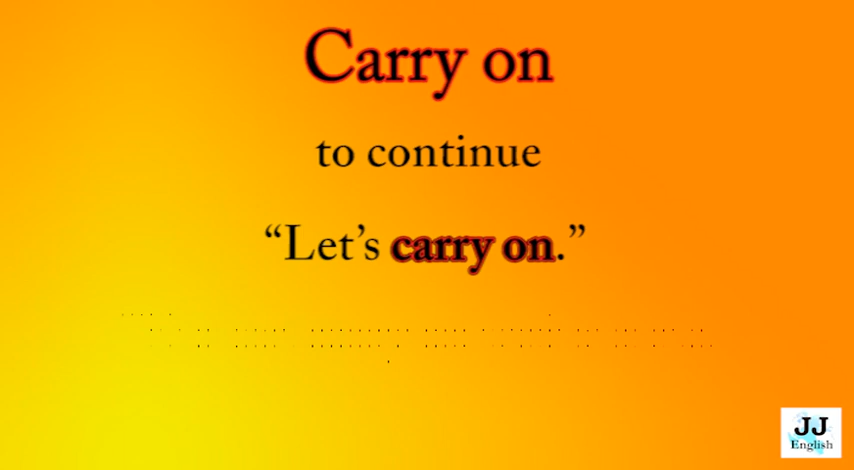 Carry on
to continue
“Let’s carry on.”
JJ
English